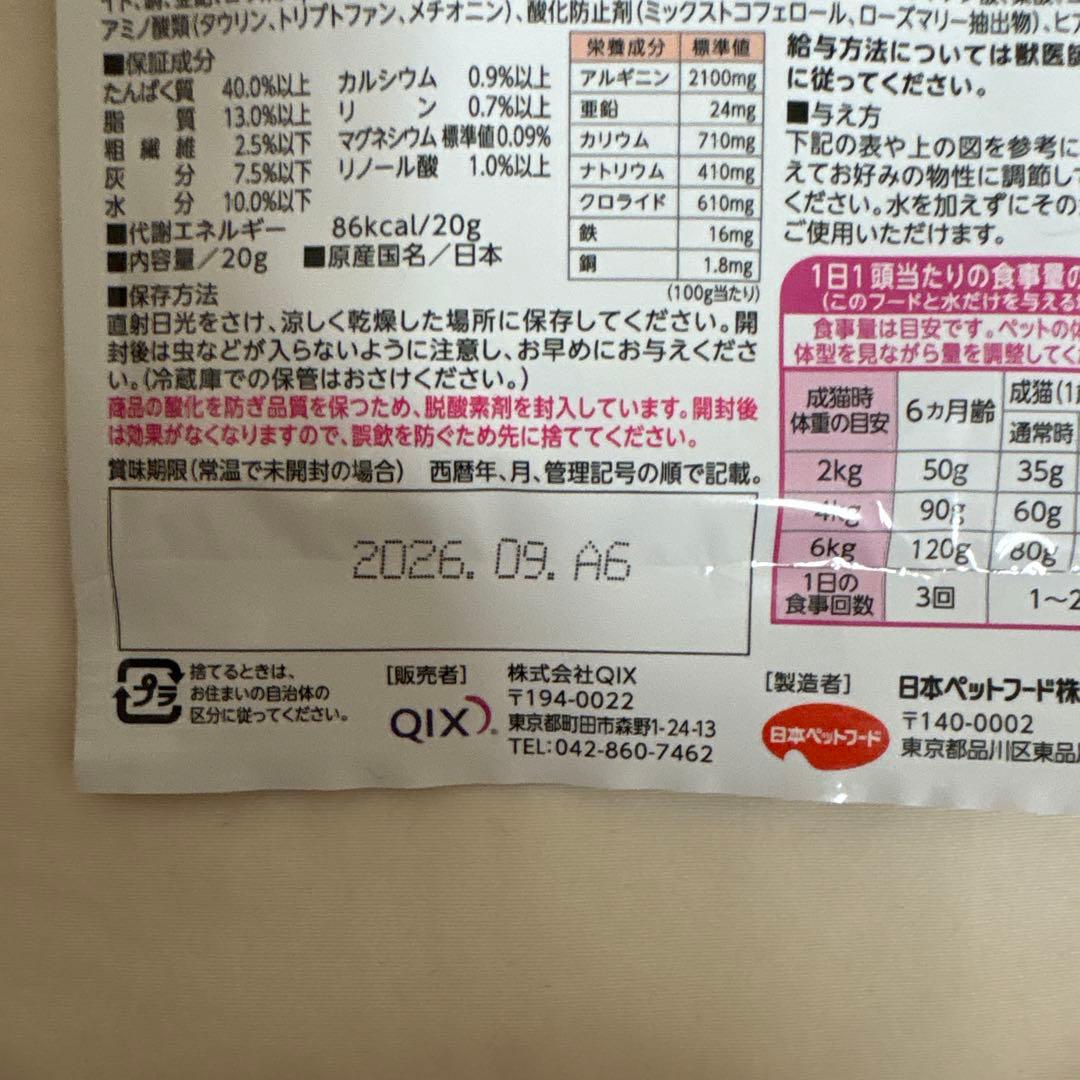 アミノ酸類(タウリン、トリプトファン、メチオニン)、酸化防止剤(ミックストコフェロール、ローズマリー抽出物)、ヒア
■保証成分
たんぱく質 40.0%以上 カルシウム 0.9%以上
脂質 13.0%以上 リン 0.7%以上
粗繊維 2.5%以下 マグネシウム 標準値0.09%
灰分 7.5%以下 リノール酸 1.0%以上
水分 10.0%以下
■代謝エネルギー 86kcal/20g
■内容量/20g ■原産国名/日本
栄養成分 標準値
アルギニン 2100mg
亜鉛 24mg
カリウム 710mg
ナトリウム 410mg
クロライド 610mg
鉄 16mg
銅 1.8mg
(100g当たり)
■保存方法
直射日光をさけ、涼しく乾燥した場所に保存してください。開
封後は虫などが入らないように注意し、お早めにお与えくださ
い。(冷蔵庫での保管はおさけください。)
商品の酸化を防ぎ品質を保つため、脱酸素剤を封入しています。開封後
は効果がなくなりますので、誤飲を防ぐため先に捨ててください。
賞味期限(常温で未開封の場合) 西暦年、月、管理記号の順で記載。
2026. 09. A6
給与方法については獣医師
に従ってください。
■与え方
下記の表や上の図を参考に
えてお好みの物性に調節して
ください。水を加えずにその
ご使用いただけます。
1日1頭当たりの食事量の
(このフードと水だけを与える
食事量は目安です。ペットの
体型を見ながら量を調整してく
成猫時 体重の目安 6ヵ月齢 成猫(1
通常時
2kg 50g 35g
4kg 90g 60g
6kg 120g 80g
1日の 食事回数 3回 1～2
プラ
捨てるときは、
お住まいの自治体の
区分に従ってください。
[販売者]
QIX
株式会社QIX
〒194-0022
東京都町田市森野1-24-13
TEL:042-860-7462
[製造者]
日本ペットフード
日本ペットフード株
〒140-0002
東京都品川区東品